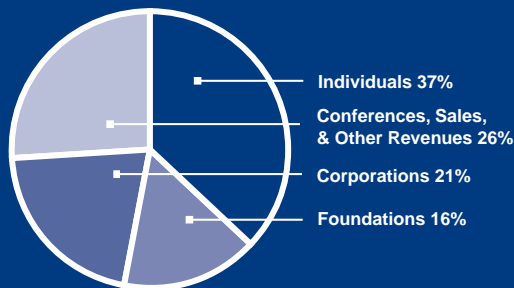 Individuals 37%
Conferences, Sales,
& Other Revenues 26%
Corporations 21%
Foundations 16%